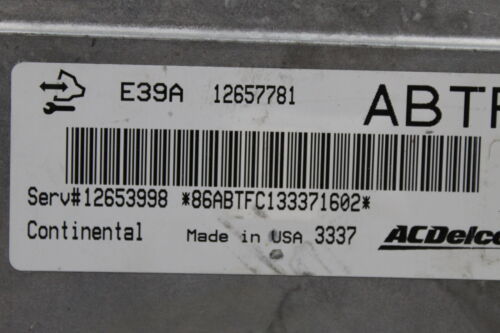 E39A 12657781 ABTF
Serv#12653998 *86ABTFC133371602*
Continental Made in USA 3337 ACDelco